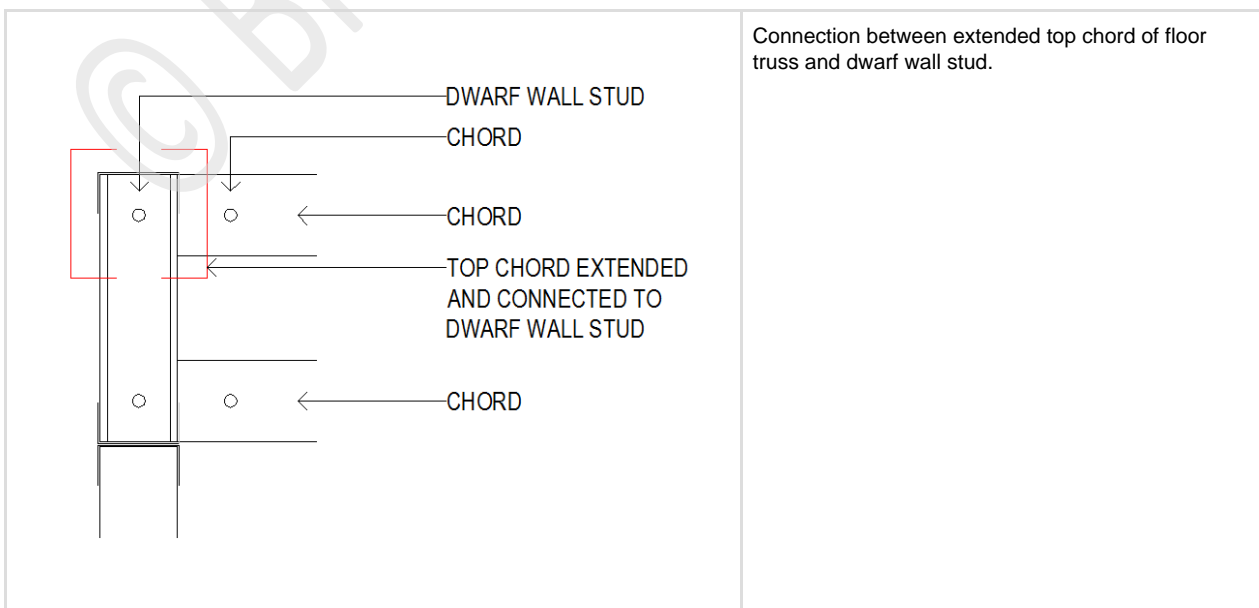 Connection between extended top chord of floor
truss and dwarf wall stud.
DWARF WALL STUD
CHORD
CHORD
TOP CHORD EXTENDED
AND CONNECTED TO
DWARF WALL STUD
CHORD